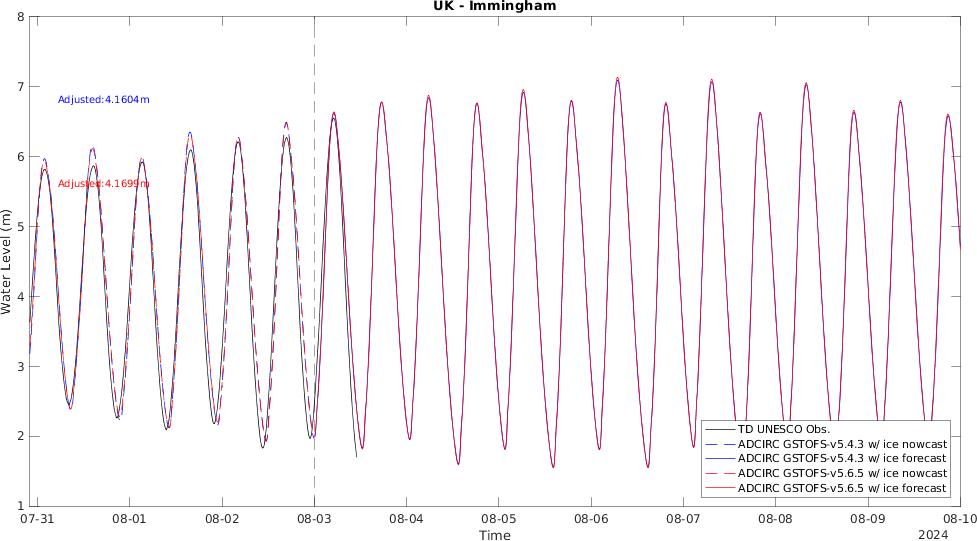 UK - Immingham
8
7
6
5
4
3
2
1
Water Level (m)
Adjusted:4.1604m
Adjusted:4.1699m
TD UNESCO Obs.
ADCIRC GSTOFS-v5.4.3 w/ ice nowcast
ADCIRC GSTOFS-v5.4.3 w/ ice forecast
ADCIRC GSTOFS-v5.6.5 w/ ice nowcast
ADCIRC GSTOFS-v5.6.5 w/ ice forecast
07-31 08-01 08-02 08-03 08-04 08-05 08-06 08-07 08-08 08-09 08-10
Time
2024